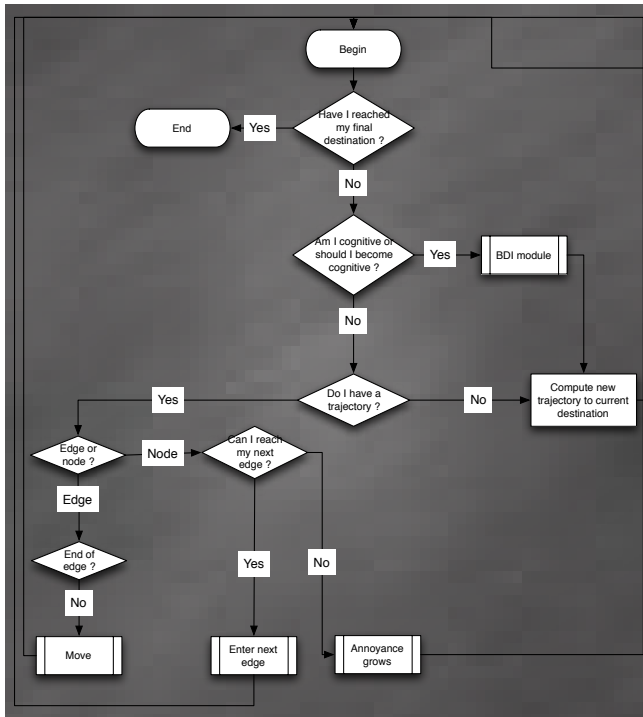 Begin
Have I reached
my final
destination ?
Yes
End
No
Am I cognitive or
should I become
cognitive ?
Yes
BDI module
No
Do I have a
trajectory ?
Yes
No
Compute new
trajectory to current
destination
Edge or
node ?
Node
Can I reach
my next
edge ?
Edge
End of
edge ?
Yes
No
No
Move
Enter next
edge
Annoyance
grows